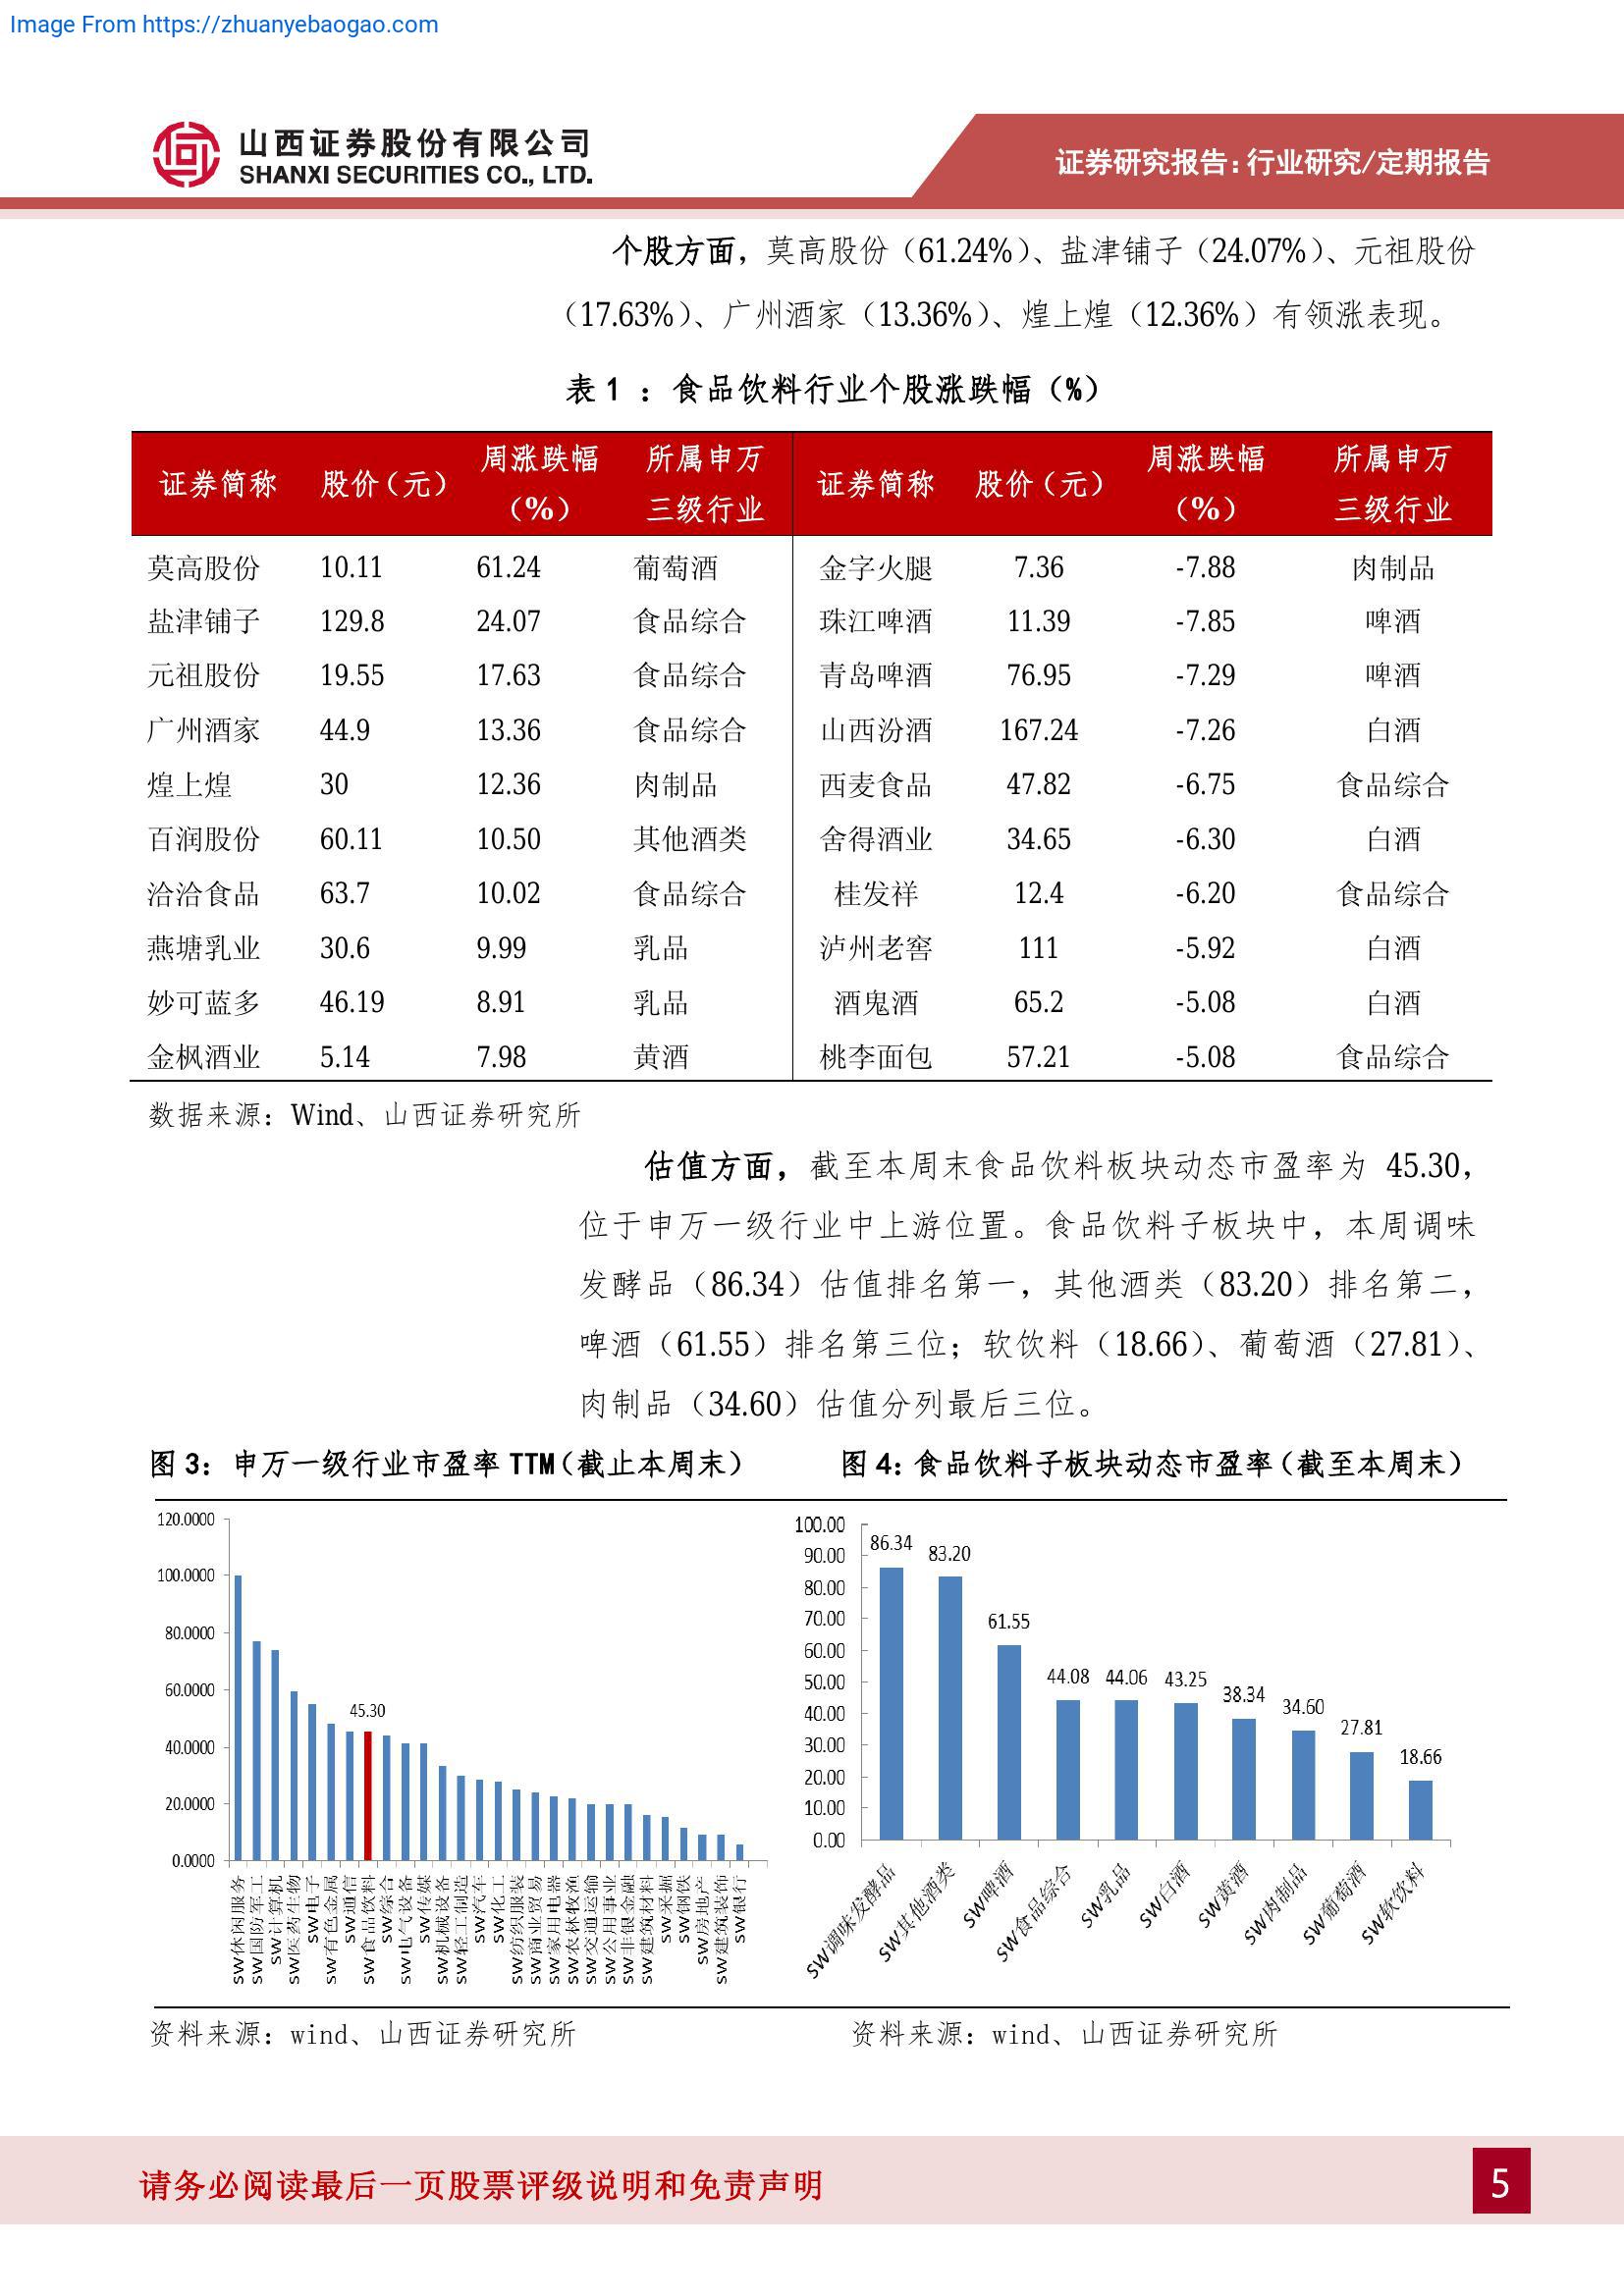 Image From https://zhuanyebaogao.com
山西证券股份有限公司
SHANXI SECURITIES CO., LTD.
证券研究报告：行业研究/定期报告
个股方面，莫高股份（61.24%）、盐津铺子（24.07%）、元祖股份
（17.63%）、广州酒家（13.36%）、煌上煌（12.36%）有领涨表现。
表 1 ：食品饮料行业个股涨跌幅（%）
证券简称 股价（元） 周涨跌幅（%） 所属申万三级行业 证券简称 股价（元） 周涨跌幅（%） 所属申万三级行业
莫高股份 10.11 61.24 葡萄酒 金字火腿 7.36 -7.88 肉制品
盐津铺子 129.8 24.07 食品综合 珠江啤酒 11.39 -7.85 啤酒
元祖股份 19.55 17.63 食品综合 青岛啤酒 76.95 -7.29 啤酒
广州酒家 44.9 13.36 食品综合 山西汾酒 167.24 -7.26 白酒
煌上煌 30 12.36 肉制品 西麦食品 47.82 -6.75 食品综合
百润股份 60.11 10.50 其他酒类 舍得酒业 34.65 -6.30 白酒
洽洽食品 63.7 10.02 食品综合 桂发祥 12.4 -6.20 食品综合
燕塘乳业 30.6 9.99 乳品 泸州老窖 111 -5.92 白酒
妙可蓝多 46.19 8.91 乳品 酒鬼酒 65.2 -5.08 白酒
金枫酒业 5.14 7.98 黄酒 桃李面包 57.21 -5.08 食品综合
数据来源：Wind、山西证券研究所
估值方面，截至本周末食品饮料板块动态市盈率为 45.30，
位于申万一级行业中上游位置。食品饮料子板块中，本周调味
发酵品（86.34）估值排名第一，其他酒类（83.20）排名第二，
啤酒（61.55）排名第三位；软饮料（18.66）、葡萄酒（27.81）、
肉制品（34.60）估值分列最后三位。
图 3：申万一级行业市盈率 TTM（截止本周末）
120.0000
100.0000
80.0000
60.0000
40.0000
20.0000
0.0000
45.30
SW休闲服务
SW国防军工
SW计算机
SW医药生物
SW电子
SW有色金属
SW通信
SW食品饮料
SW综合
SW电气设备
SW传媒
SW机械设备
SW轻工制造
SW汽车
SW化工
SW纺织服装
SW商业贸易
SW家用电器
SW农林牧渔
SW交通运输
SW公用事业
SW非银金融
SW建筑材料
SW采掘
SW钢铁
SW房地产
SW建筑装饰
SW银行
图 4：食品饮料子板块动态市盈率（截至本周末）
100.00
90.00
80.00
70.00
60.00
50.00
40.00
30.00
20.00
10.00
0.00
86.34
83.20
61.55
44.08
44.06
43.25
38.34
34.60
27.81
18.66
SW调味发酵品
SW其他酒类
SW啤酒
SW食品综合
SW乳品
SW白酒
SW黄酒
SW肉制品
SW葡萄酒
SW软饮料
资料来源：wind、山西证券研究所
资料来源：wind、山西证券研究所
请务必阅读最后一页股票评级说明和免责声明
5